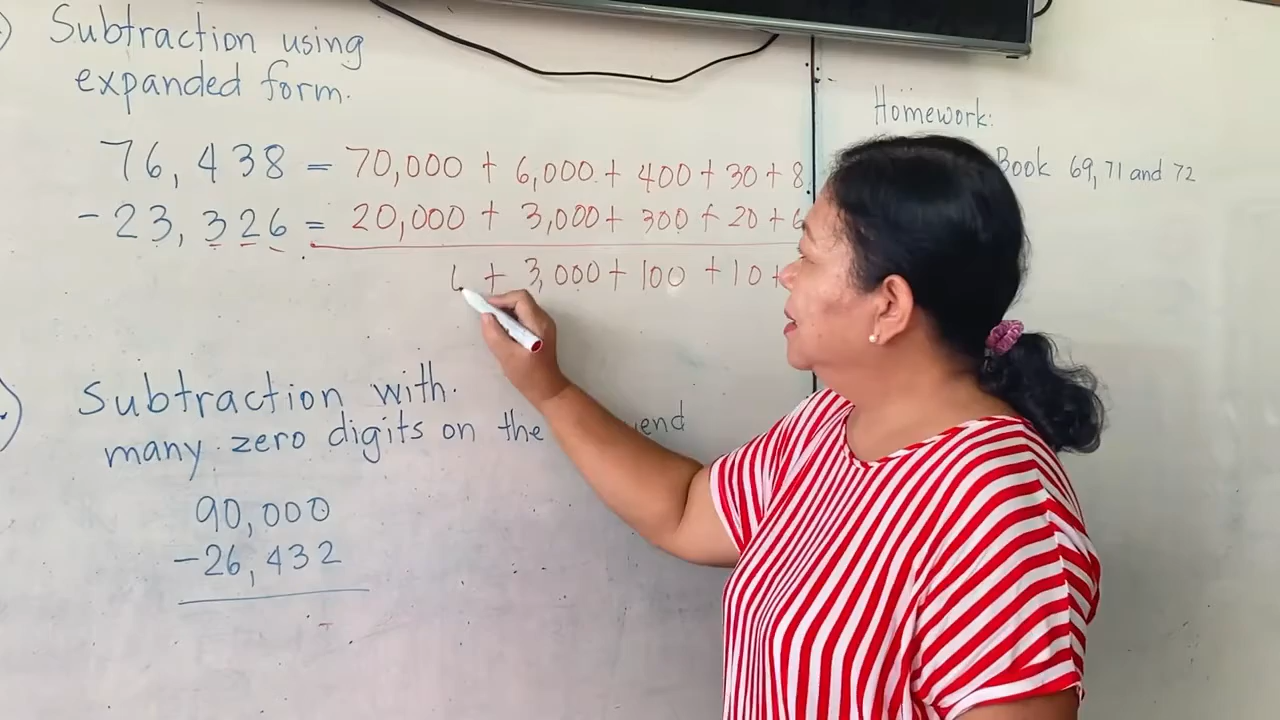 Subtraction using
expanded form.
76,438 = 70,000 + 6,000 + 400 + 30 + 8
-23,326 = 20,000 + 3,000 + 300 + 20 + 6
+ 3,000 + 100 + 10 +
Subtraction with
many zero digits on the
90,000
-26,432
Homework:
Book 69, 71 and 72